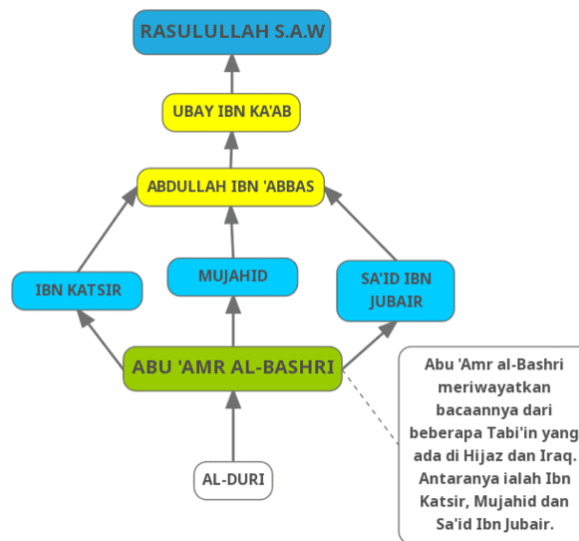 RASULULLAH S.A.W
UBAY IBN KA'AB
ABDULLAH IBN 'ABBAS
IBN KATSIR
MUJAHID
SA'ID IBN
JUBAIR
ABU 'AMR AL-BASHRI
AL-DURI
Abu 'Amr al-Bashri
meriwayatkan
bacaannya dari
beberapa Tabi'in yang
ada di Hijaz dan Iraq.
Antaranya ialah Ibn
Katsir, Mujahid dan
Sa'id Ibn Jubair.